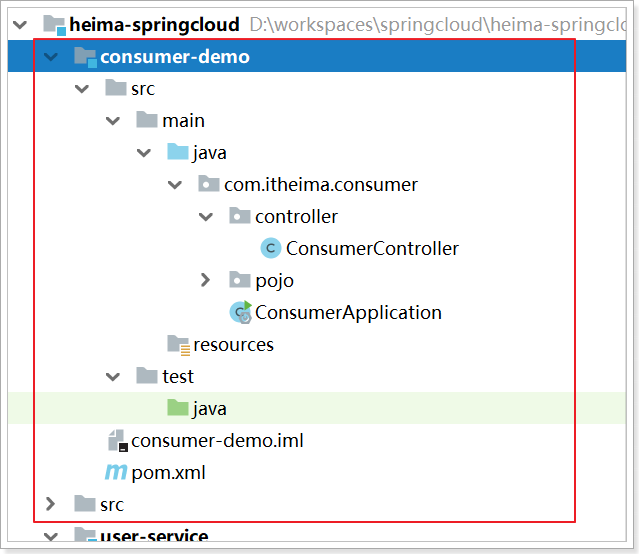 heima-springcloud D:\workspaces\springcloud\heima-springclo
consumer-demo
src
main
java
com.itheima.consumer
controller
ConsumerController
pojo
ConsumerApplication
resources
test
java
consumer-demo.iml
pom.xml
src
user-service